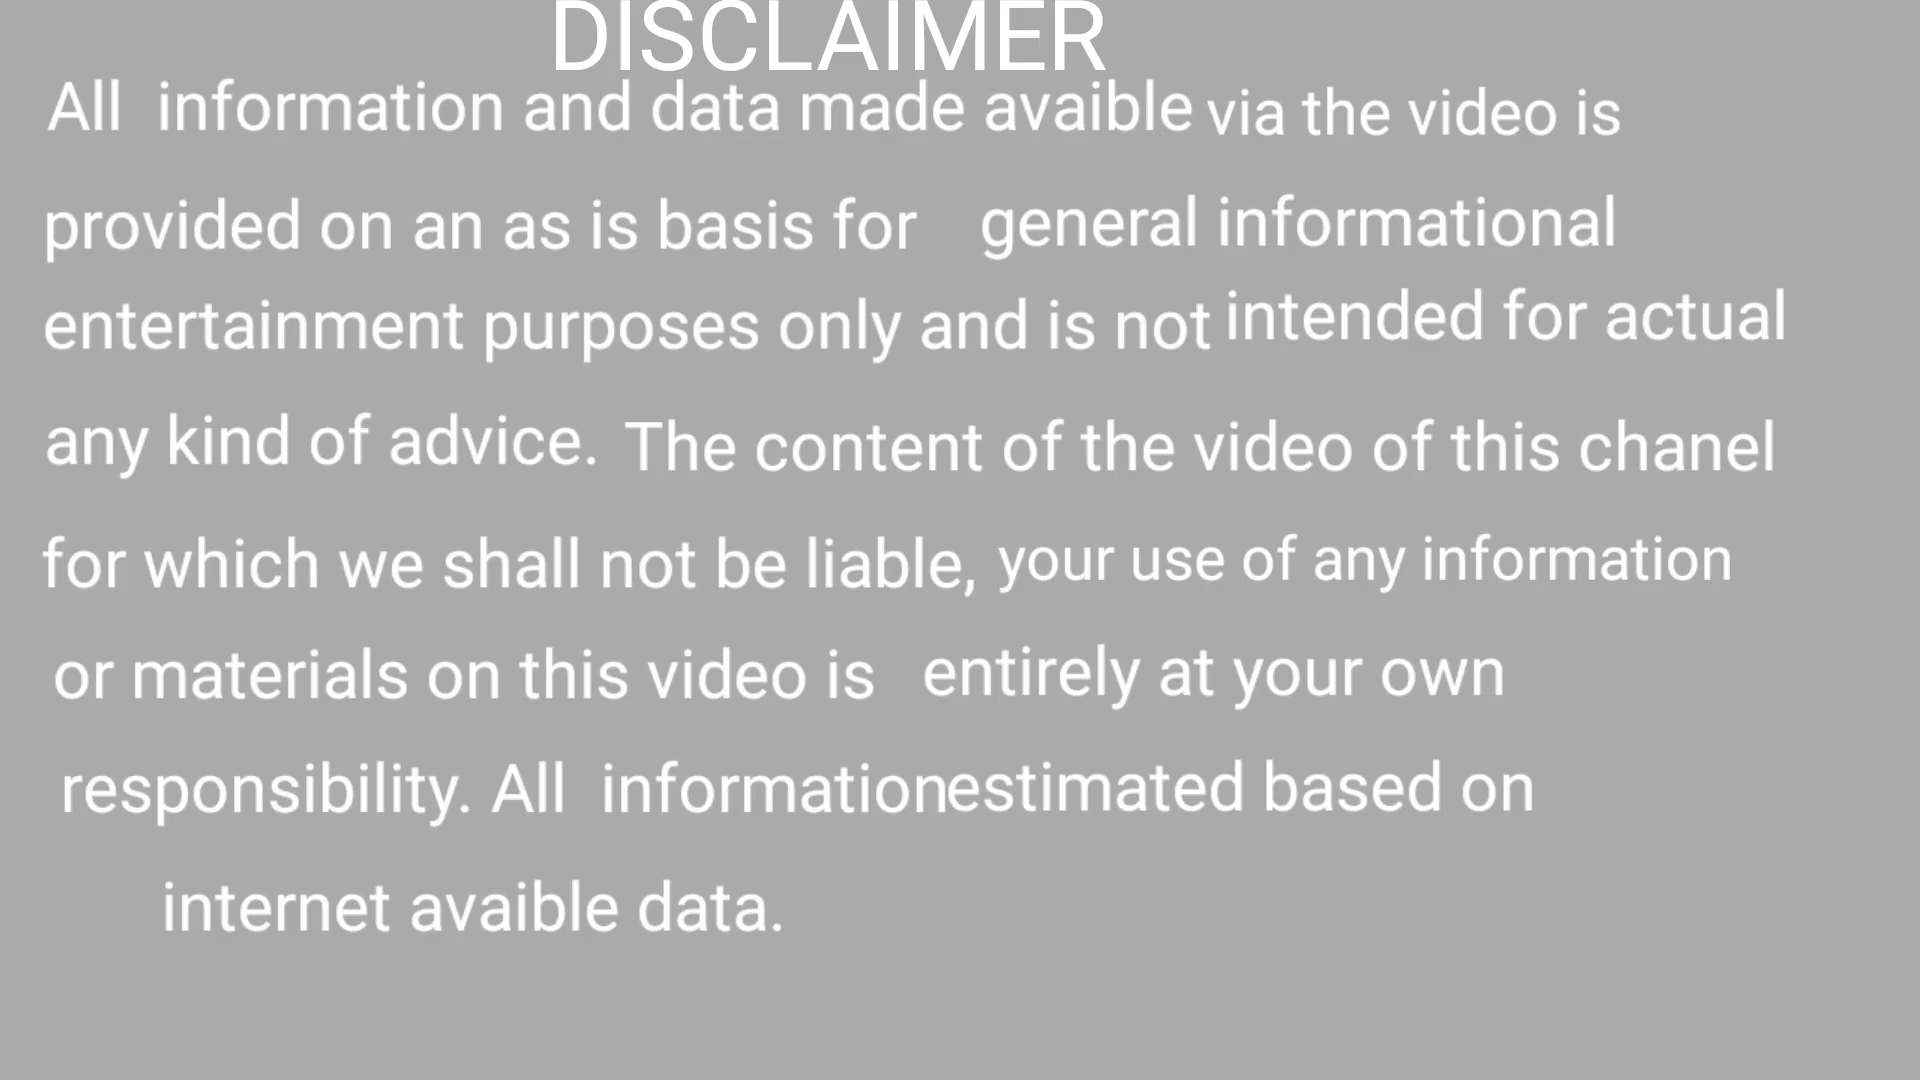 DISCLAIMER
All information and data made avaible via the video is
provided on an as is basis for general informational
entertainment purposes only and is not intended for actual
any kind of advice. The content of the video of this chanel
for which we shall not be liable, your use of any information
or materials on this video is entirely at your own
responsibility. All informationestimated based on
internet avaible data.